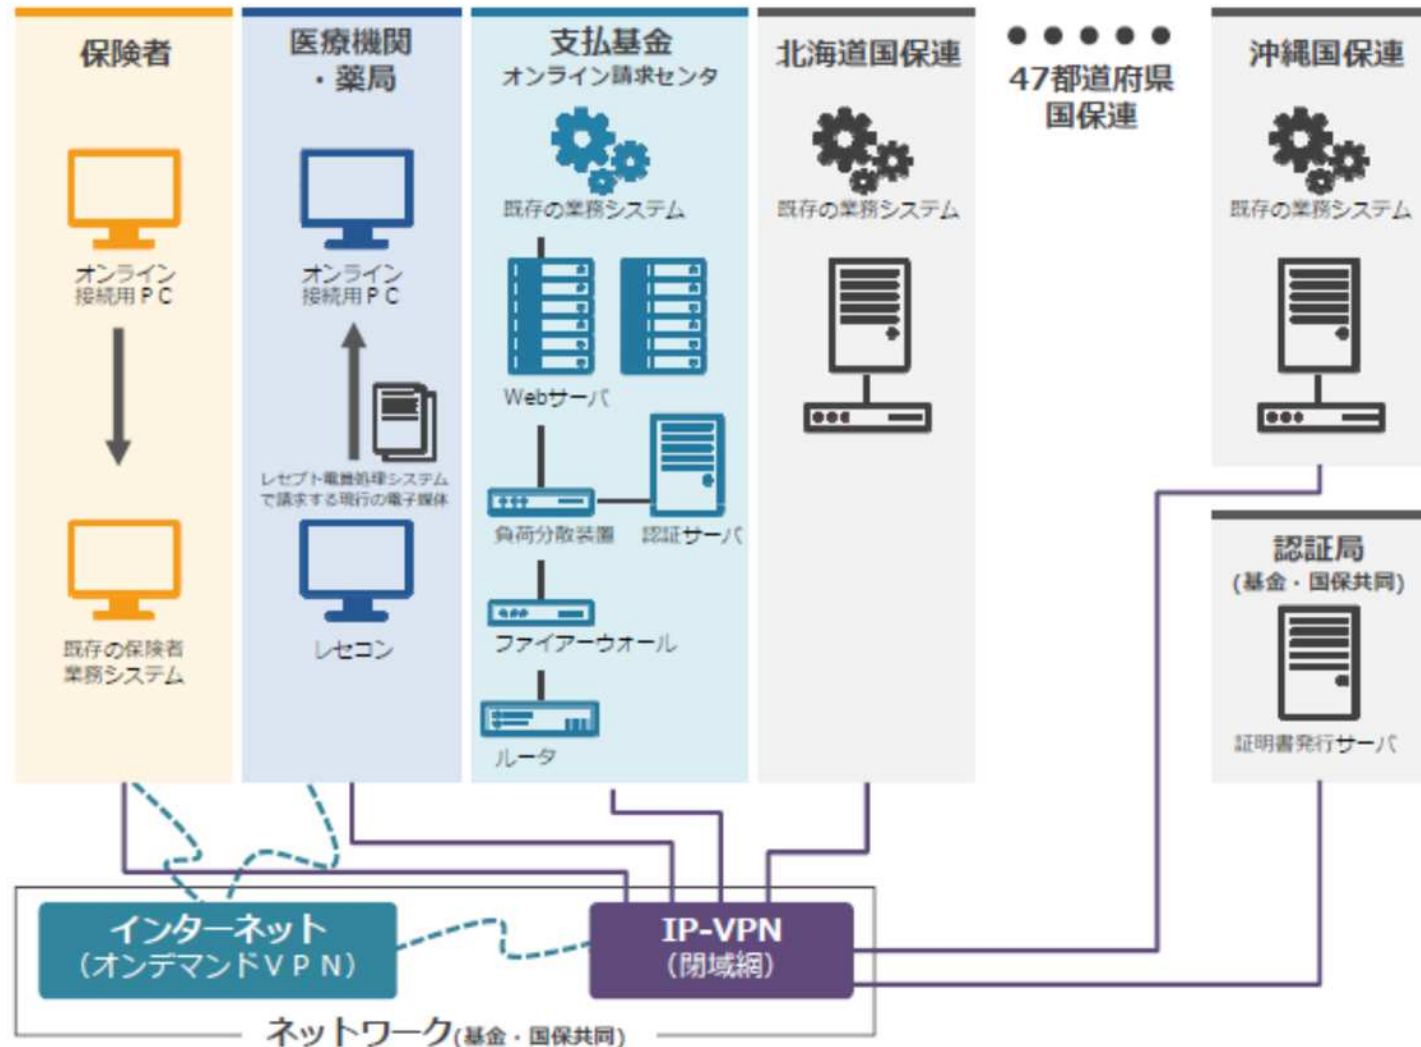 保険者
オンライン
接続用PC
既存の保険者
業務システム
医療機関
・薬局
オンライン
接続用PC
レセプト電算処理システム
で請求する現行の電子媒体
レセコン
支払基金
オンライン請求センタ
既存の業務システム
Webサーバ
負荷分散装置
認証サーバ
ファイアーウォール
ルータ
北海道国保連
既存の業務システム
●●●●●
47都道府県
国保連
沖縄国保連
既存の業務システム
認証局
(基金・国保共同)
証明書発行サーバ
インターネット
(オンデマンドVPN)
IP-VPN
(閉域網)
ネットワーク(基金・国保共同)